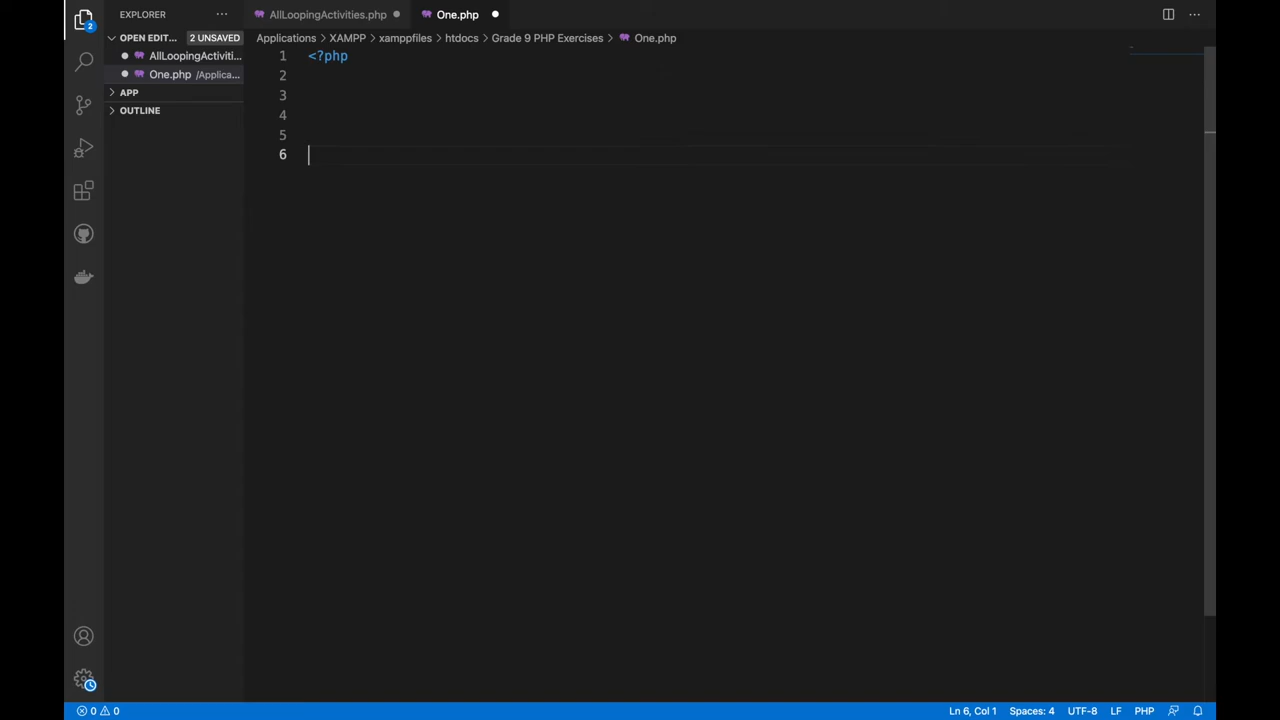 EXPLORER ... AllLoopingActivities.php One.php ...
OPEN EDIT... 2 UNSAVED Applications > XAMPP > xamppfiles > htdocs > Grade 9 PHP Exercises > One.php
AllLoopingActiviti...
One.php /Applica...
APP
OUTLINE
1 <?php
2
3
4
5
6
2
0 0 Ln 6, Col 1 Spaces: 4 UTF-8 LF PHP